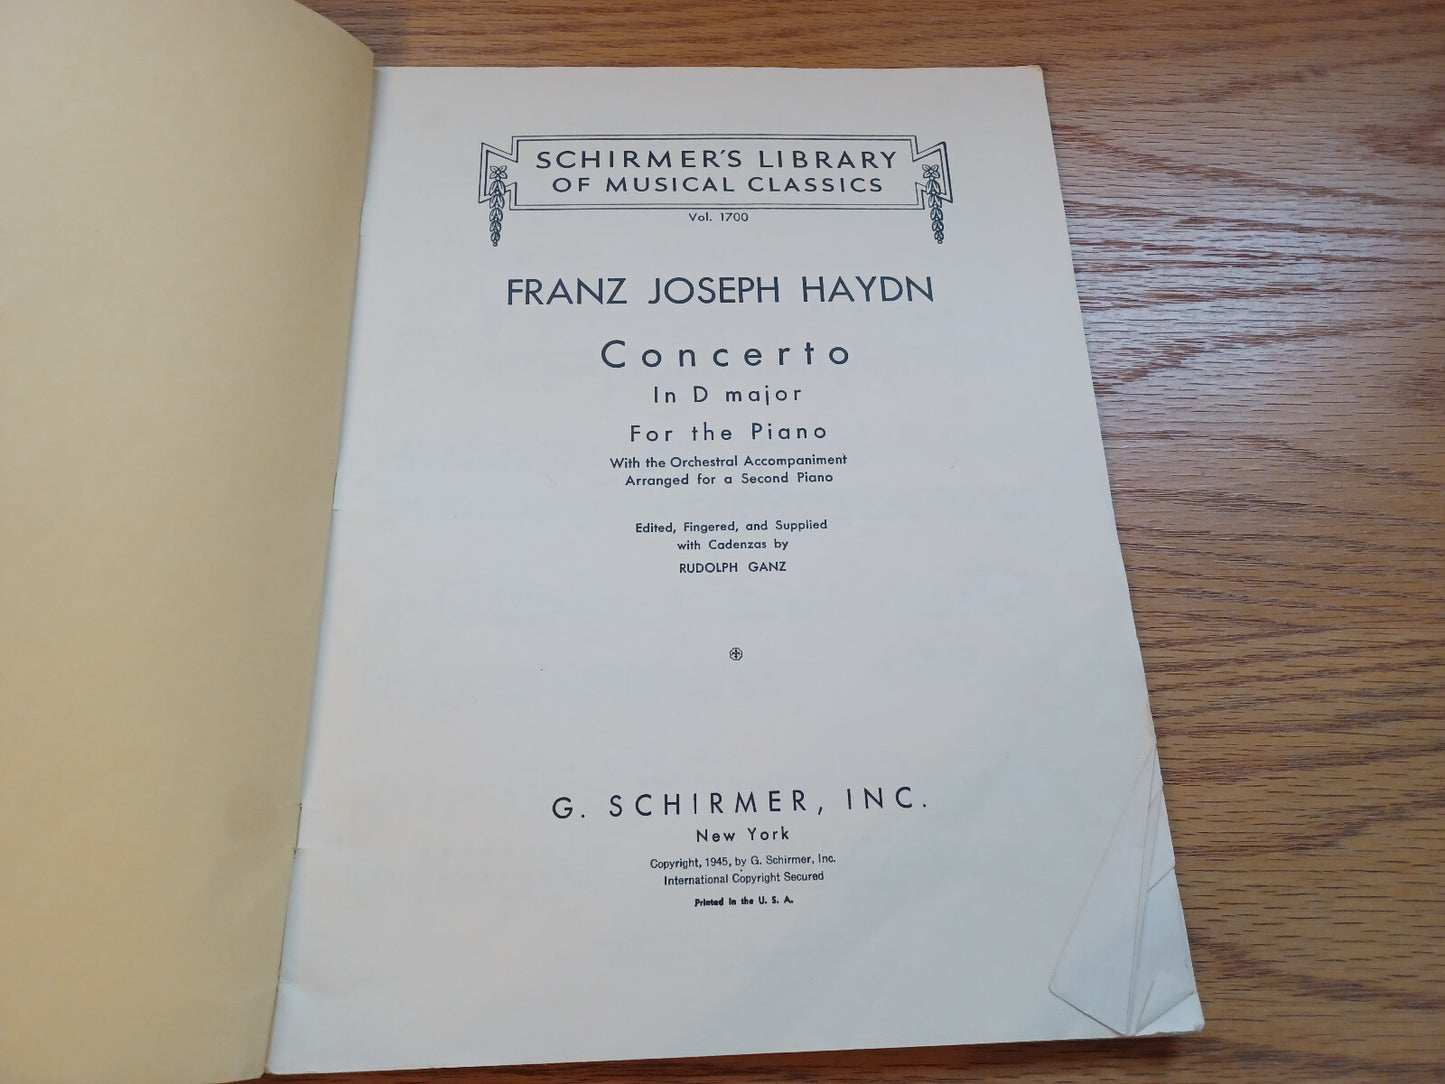 SCHIRMER'S LIBRARY
OF MUSICAL CLASSICS
Vol. 1700
FRANZ JOSEPH HAYDN
Concerto
In D major
For the Piano
With the Orchestral Accompaniment
Arranged for a Second Piano
Edited, Fingered, and Supplied
with Cadenzas by
RUDOLPH GANZ
G. SCHIRMER, INC.
New York
Copyright, 1945, by G. Schirmer, Inc.
International Copyright Secured
Printed in the U. S. A.